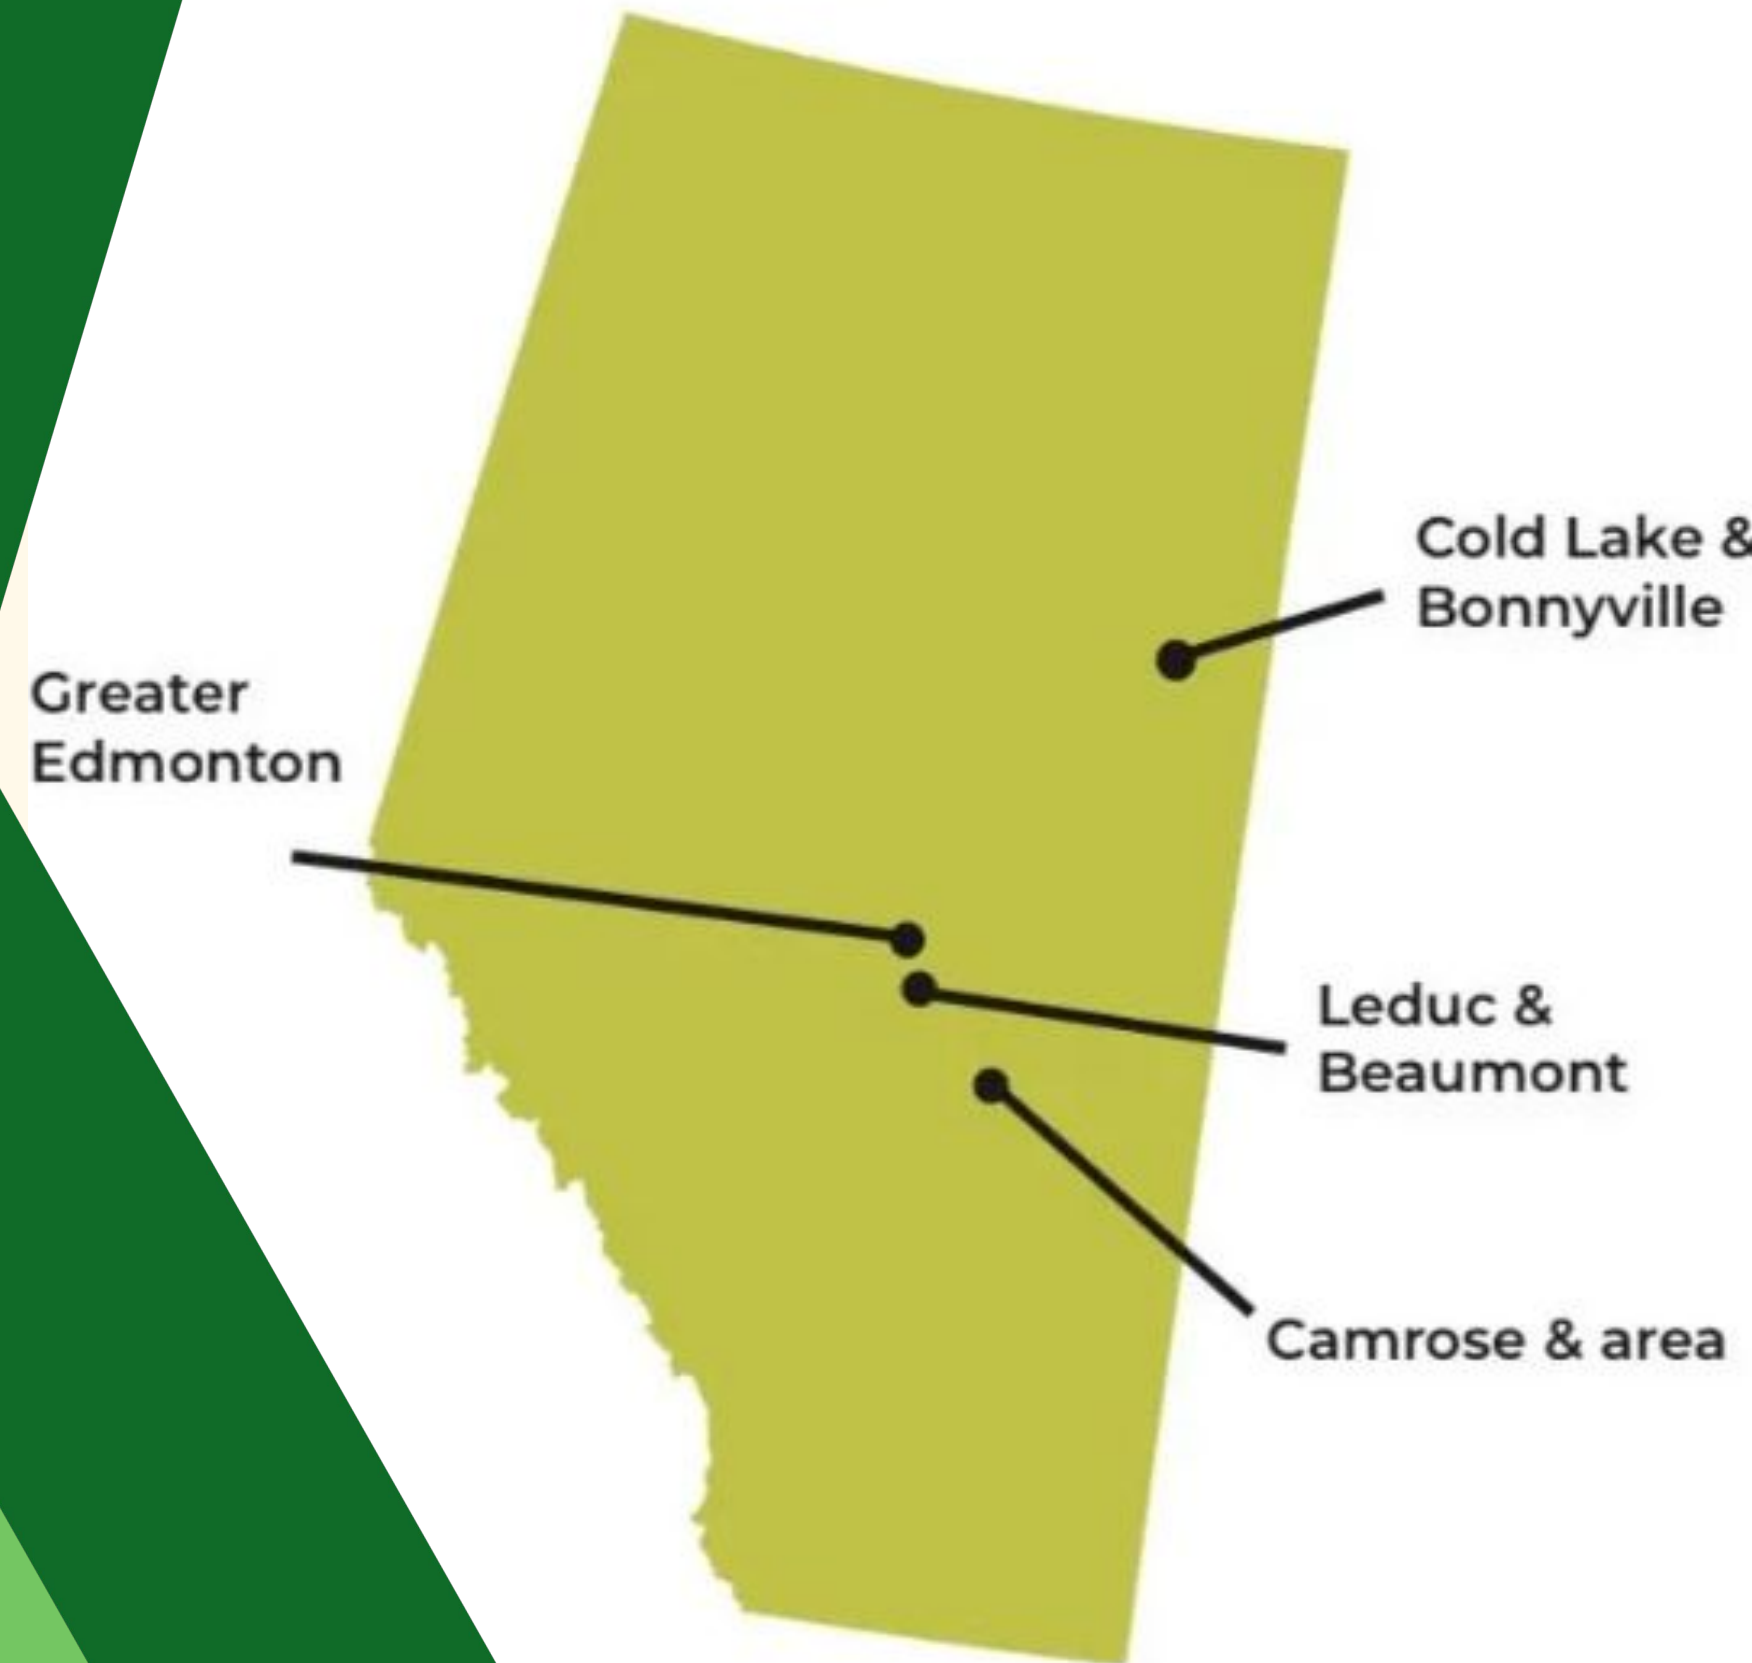 Cold Lake &
Bonnyville
Greater
Edmonton
Leduc &
Beaumont
Camrose & area